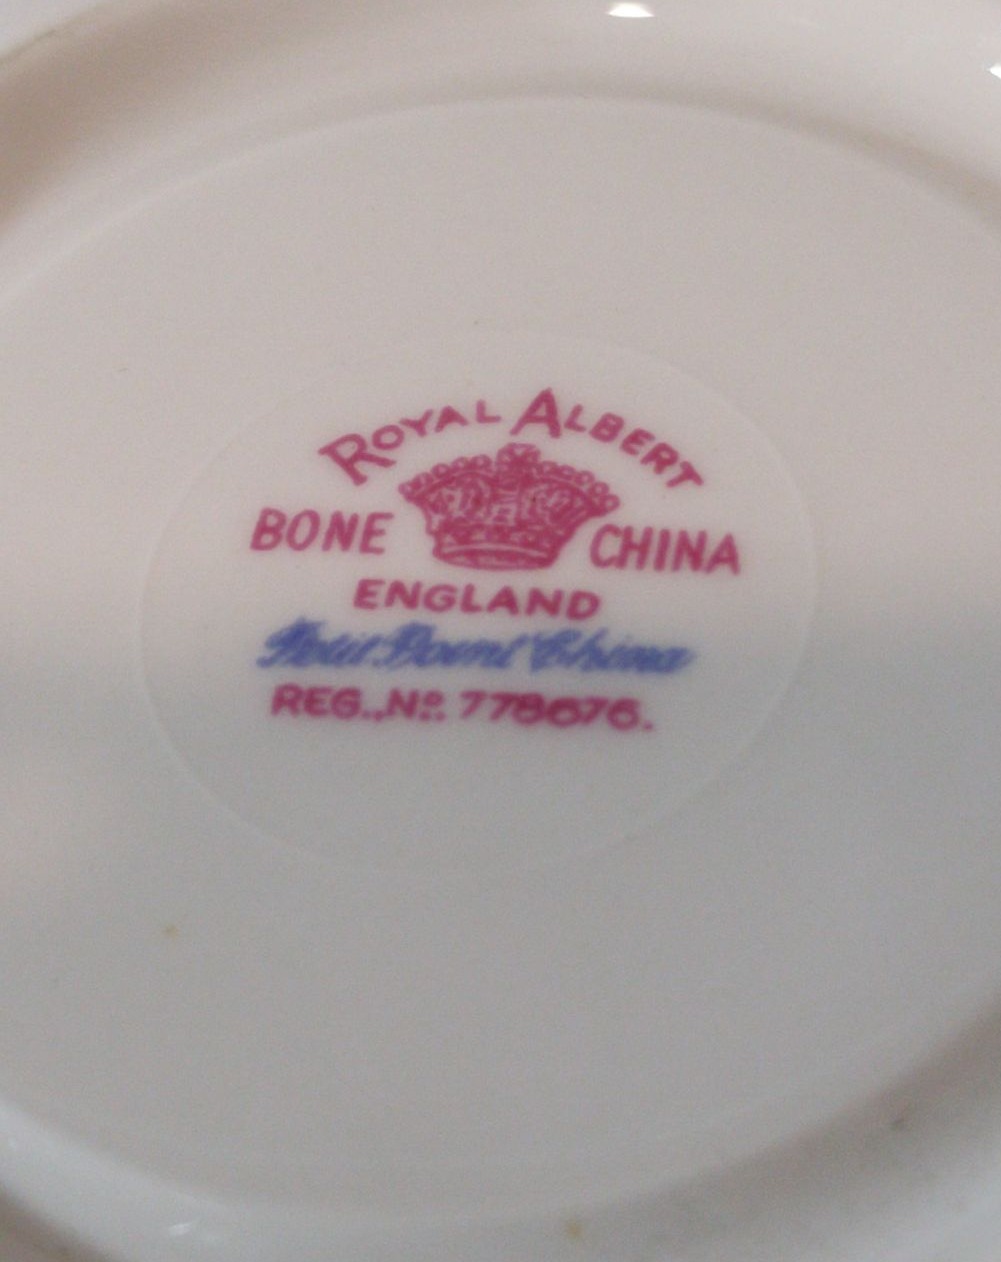 ROYAL ALBERT
BONE CHINA
ENGLAND
Petit Point China
REG., Nº. 778676.